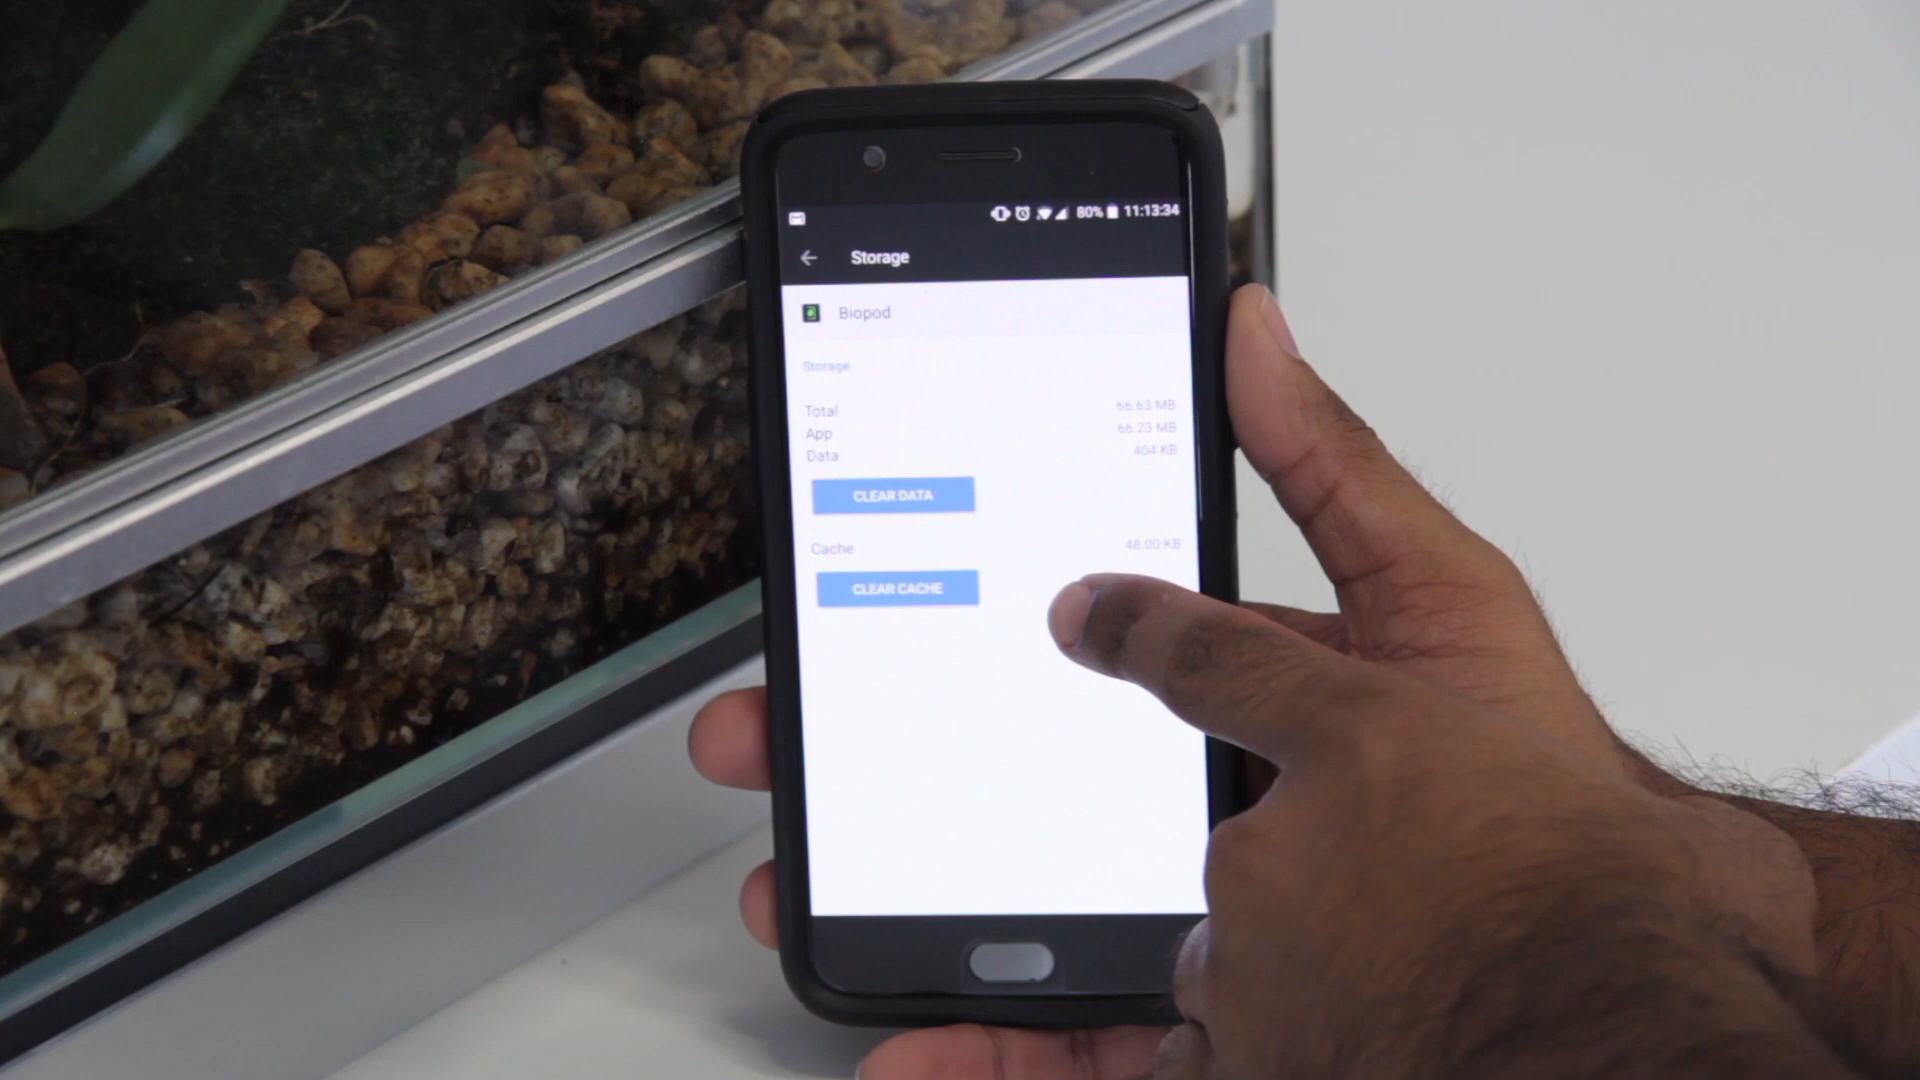 80% 11:13:34
Storage
Biopod
Storage
Total 66.63 MB
App 66.23 MB
Data 404 KB
CLEAR DATA
Cache 48.00 KB
CLEAR CACHE